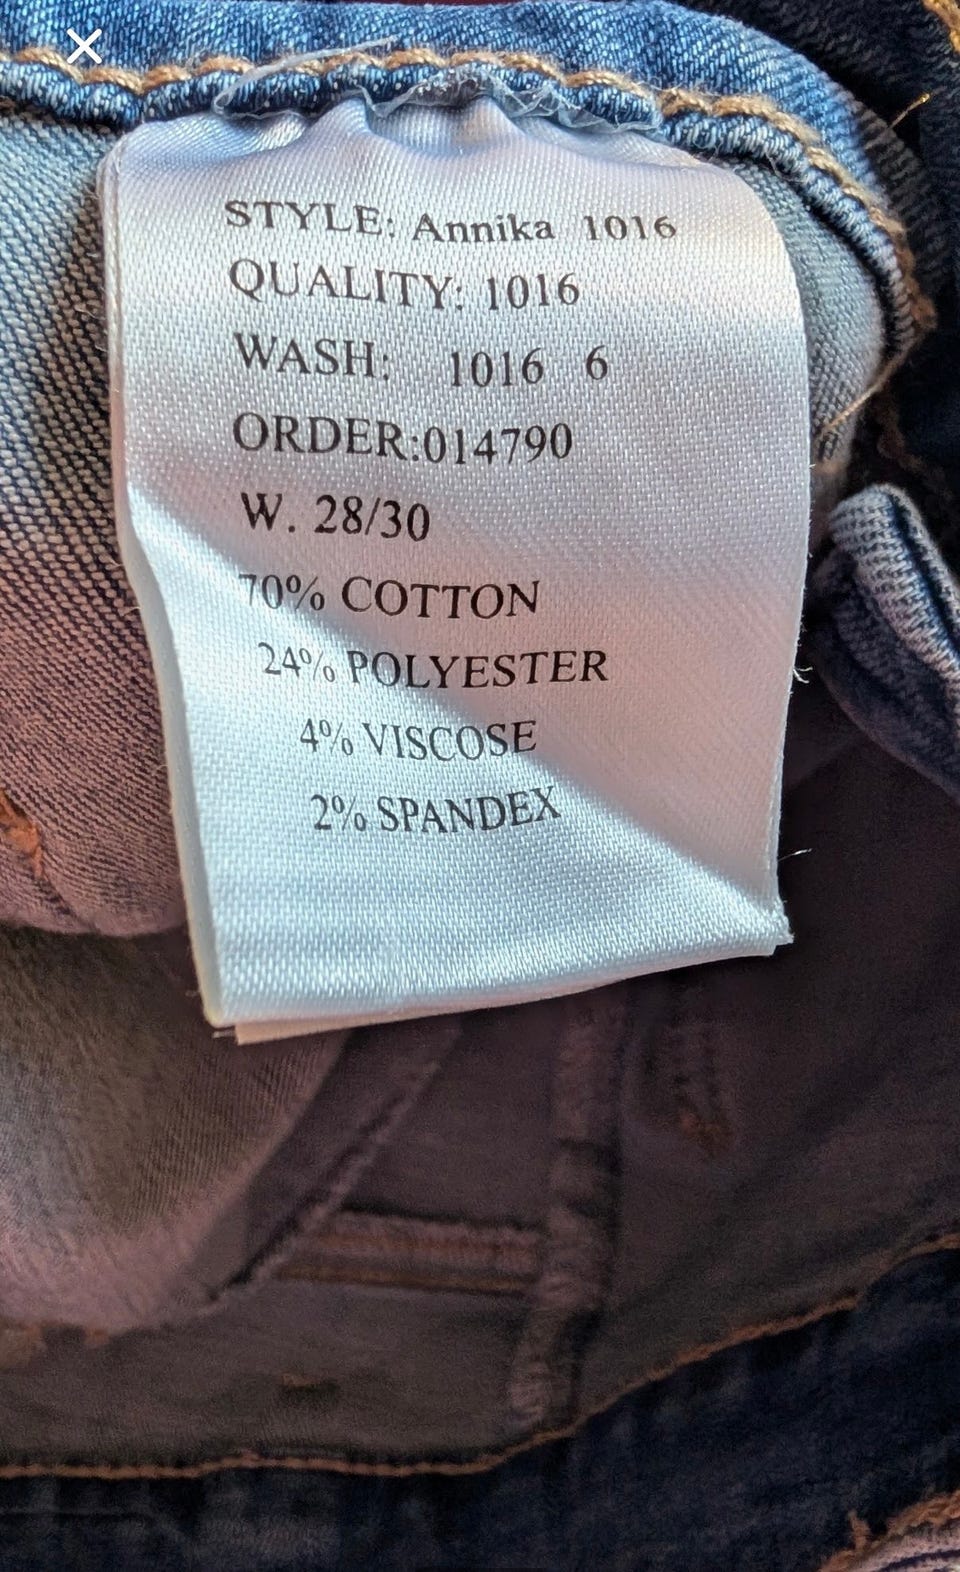 STYLE: Annika 1016
QUALITY: 1016
WASH: 1016 6
ORDER:014790
W. 28/30
70% COTTON
24% POLYESTER
4% VISCOSE
2% SPANDEX